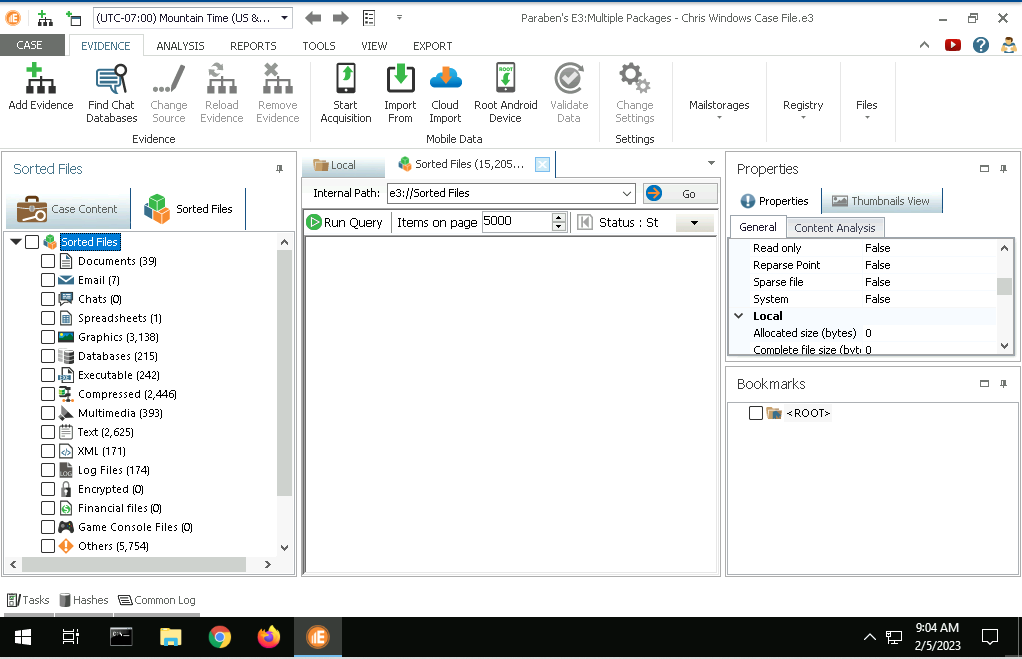 (UTC-07:00) Mountain Time (US &...
Paraben's E3:Multiple Packages - Chris Windows Case File.e3
CASE
EVIDENCE
ANALYSIS
REPORTS
TOOLS
VIEW
EXPORT
Add Evidence
Find Chat
Databases
Change
Source
Reload
Evidence
Remove
Evidence
Evidence
Start
Acquisition
Import
From
Cloud
Import
ROOT
Root Android
Device
Validate
Data
Mobile Data
Change
Settings
Settings
Mailstorages
Registry
Files
Sorted Files
Case Content
Sorted Files
Sorted Files
Documents (39)
Email (7)
Chats (0)
Spreadsheets (1)
Graphics (3,138)
Databases (215)
Executable (242)
Compressed (2,446)
Multimedia (393)
Text (2,625)
XML (171)
Log Files (174)
Encrypted (0)
Financial files (0)
Game Console Files (0)
Others (5,754)
Local
Sorted Files (15,205...
Internal Path:
e3://Sorted Files
Go
Run Query
Items on page
5000
Status : St
Properties
Properties
Thumbnails View
General
Content Analysis
Read only False
Reparse Point False
Sparse file False
System False
Local
Allocated size (bytes) 0
Complete file size (byt 0
Bookmarks
<ROOT>
Tasks
Hashes
Common Log
9:04 AM
2/5/2023